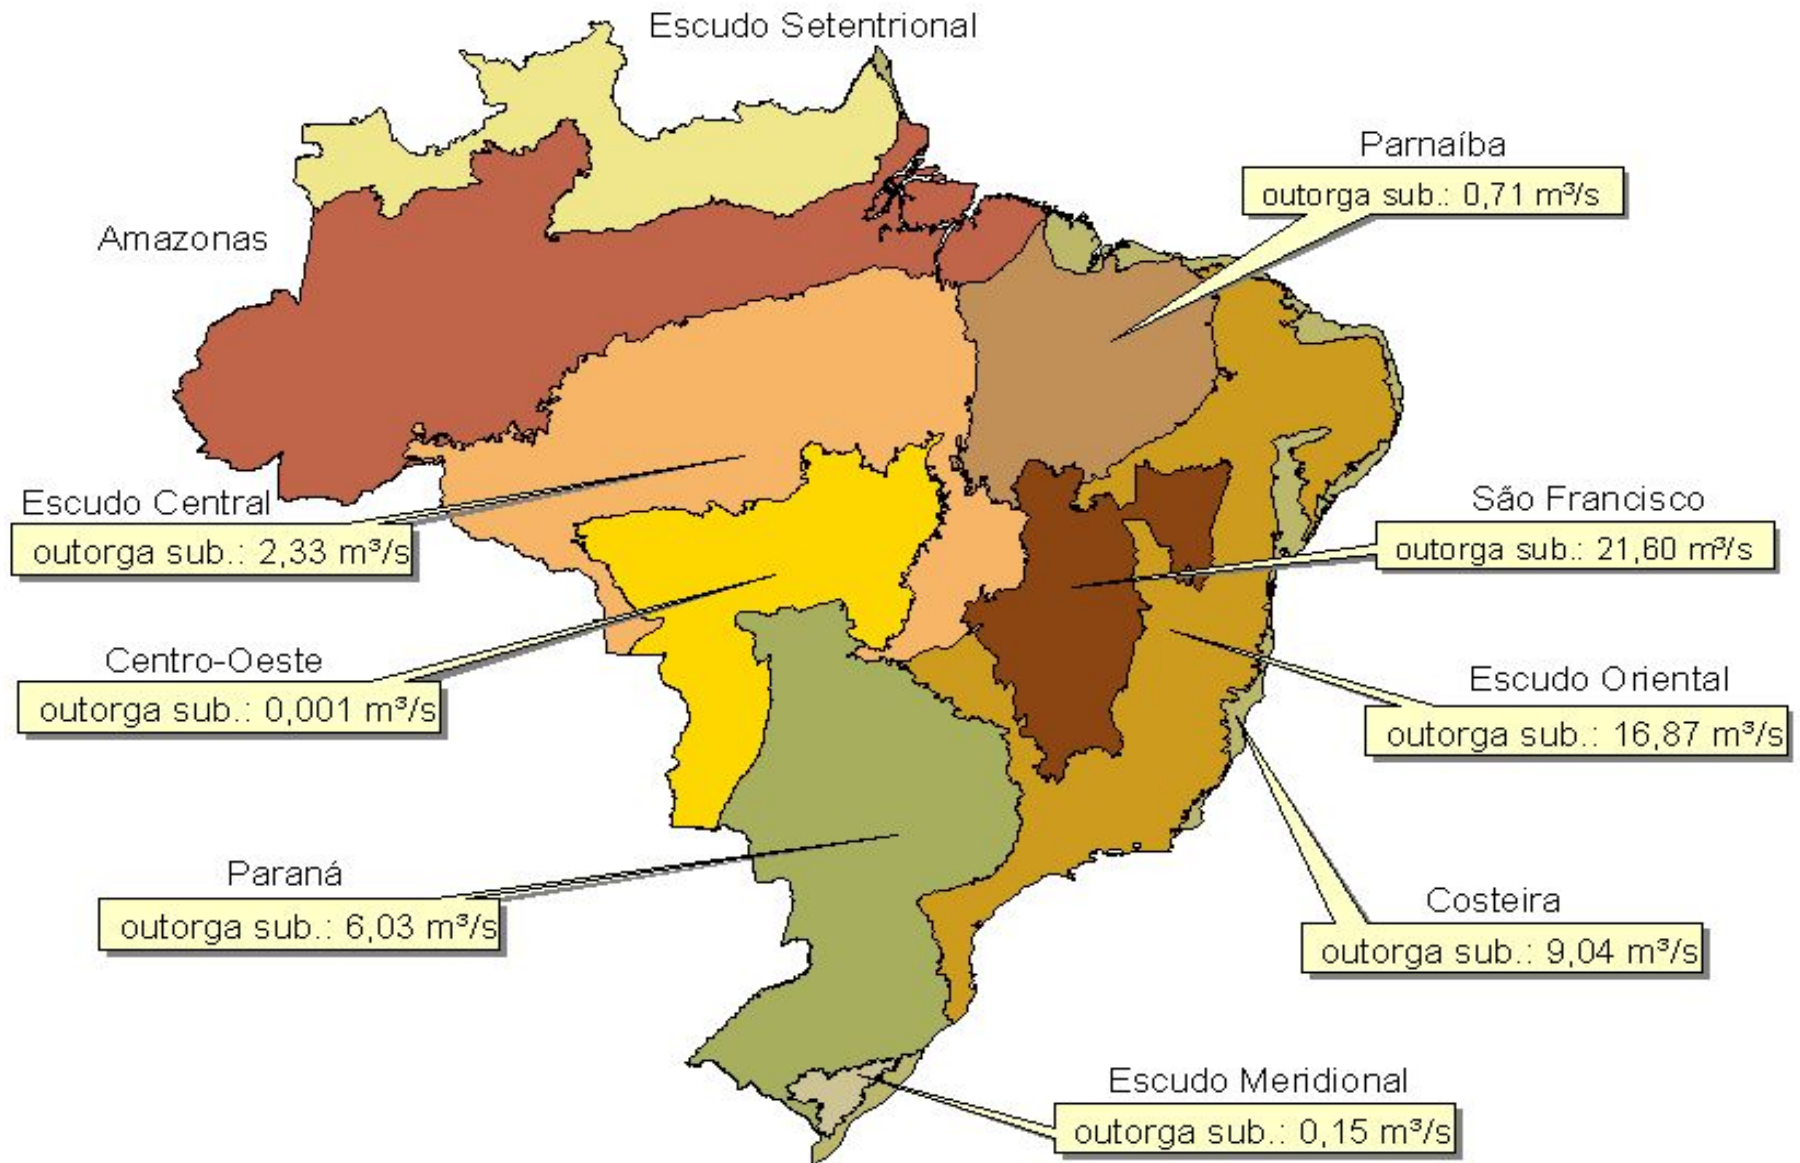 Escudo Setentrional
Parnaíba
outorga sub.: 0,71 m³/s
Amazonas
Escudo Central
outorga sub.: 2,33 m³/s
São Francisco
outorga sub.: 21,60 m³/s
Centro-Oeste
outorga sub.: 0,001 m³/s
Escudo Oriental
outorga sub.: 16,87 m³/s
Paraná
outorga sub.: 6,03 m³/s
Costeira
outorga sub.: 9,04 m³/s
Escudo Meridional
outorga sub.: 0,15 m³/s